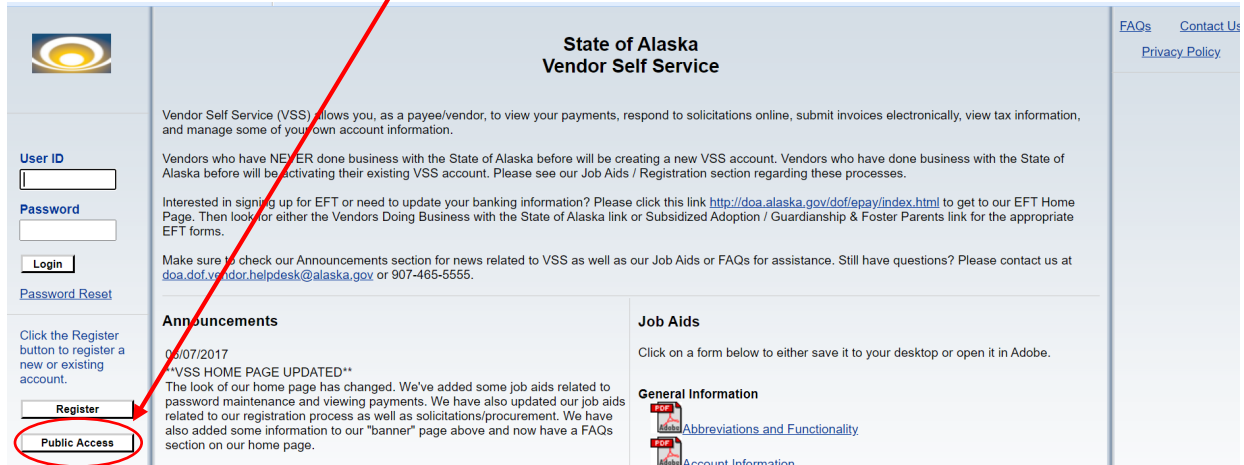 FAQs Contact Us
Privacy Policy
State of Alaska
Vendor Self Service
Vendor Self Service (VSS) allows you, as a payee/vendor, to view your payments, respond to solicitations online, submit invoices electronically, view tax information,
and manage some of your own account information.
Vendors who have NEVER done business with the State of Alaska before will be creating a new VSS account. Vendors who have done business with the State of
Alaska before will be activating their existing VSS account. Please see our Job Aids / Registration section regarding these processes.
Interested in signing up for EFT or need to update your banking information? Please click this link http://doa.alaska.gov/dof/epay/index.html to get to our EFT Home
Page. Then look for either the Vendors Doing Business with the State of Alaska link or Subsidized Adoption / Guardianship & Foster Parents link for the appropriate
EFT forms.
Make sure to check our Announcements section for news related to VSS as well as our Job Aids or FAQs for assistance. Still have questions? Please contact us at
doa.dof.vendor.helpdesk@alaska.gov or 907-465-5555.
User ID
Password
Login
Password Reset
Click the Register
button to register a
new or existing
account.
Register
Public Access
Announcements
/07/2017
**VSS HOME PAGE UPDATED**
The look of our home page has changed. We've added some job aids related to
password maintenance and viewing payments. We have also updated our job aids
related to our registration process as well as solicitations/procurement. We have
also added some information to our "banner" page above and now have a FAQs
section on our home page.
Job Aids
Click on a form below to either save it to your desktop or open it in Adobe.
General Information
PDF
Adobe
Abbreviations and Functionality
PDF
Adobe
Account Information